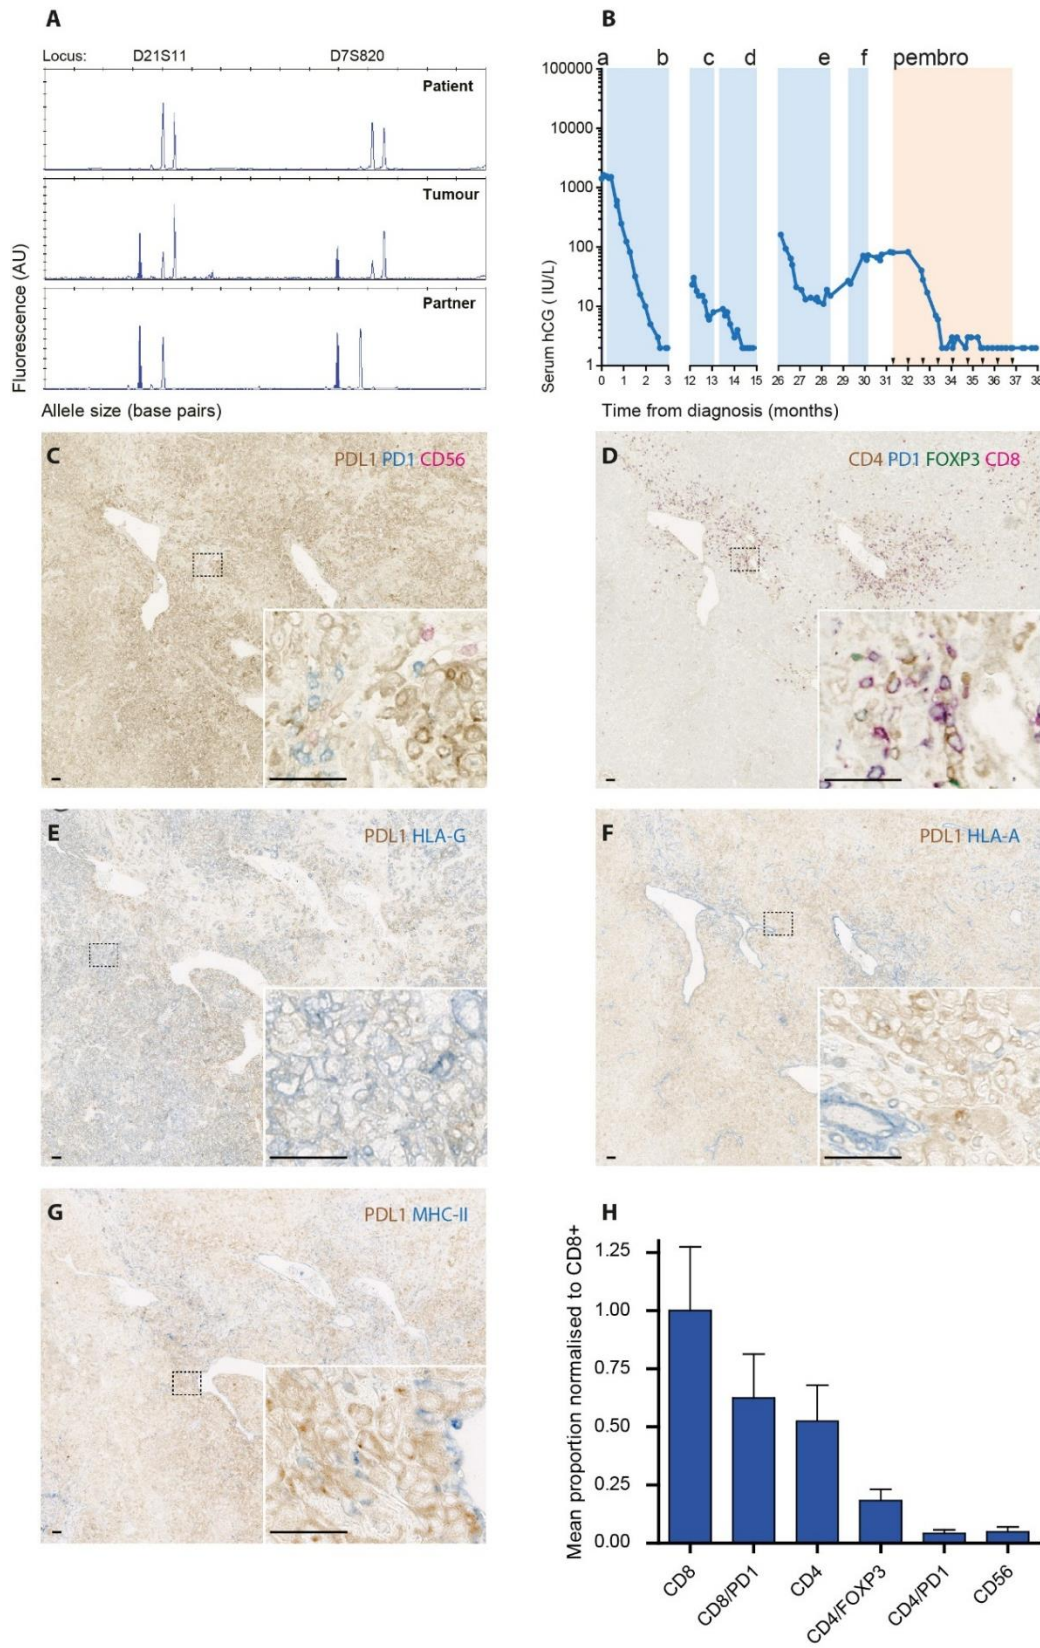 A
Locus: D21S11 D7S820
Patient
Tumour
Partner
Fluorescence (AU)
Allele size (base pairs)
B
a b c d e f pembro
100000
10000
1000
100
10
1
Serum hCG ( IU/L)
0 1 2 3 12 13 14 15 26 27 28 29 30 31 32 33 34 35 36 37 38
Time from diagnosis (months)
C
PDL1 PD1 CD56
D
CD4 PD1 FOXP3 CD8
E
PDL1 HLA-G
F
PDL1 HLA-A
G
PDL1 MHC-II
H
1.25
1.00
0.75
0.50
0.25
0.00
Mean proportion normalised to CD8+
CD8
CD8/PD1
CD4
CD4/FOXP3
CD4/PD1
CD56